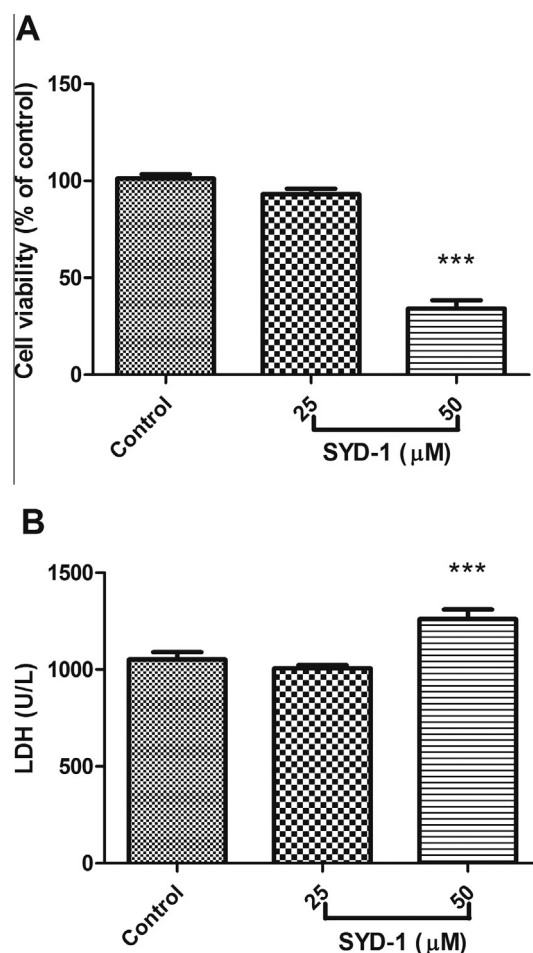 A
Cell viability (% of control)
150
100
50
0
***
Control
25
50
SYD-1 (μM)
B
LDH (U/L)
1500
1000
500
0
***
Control
25
50
SYD-1 (μM)